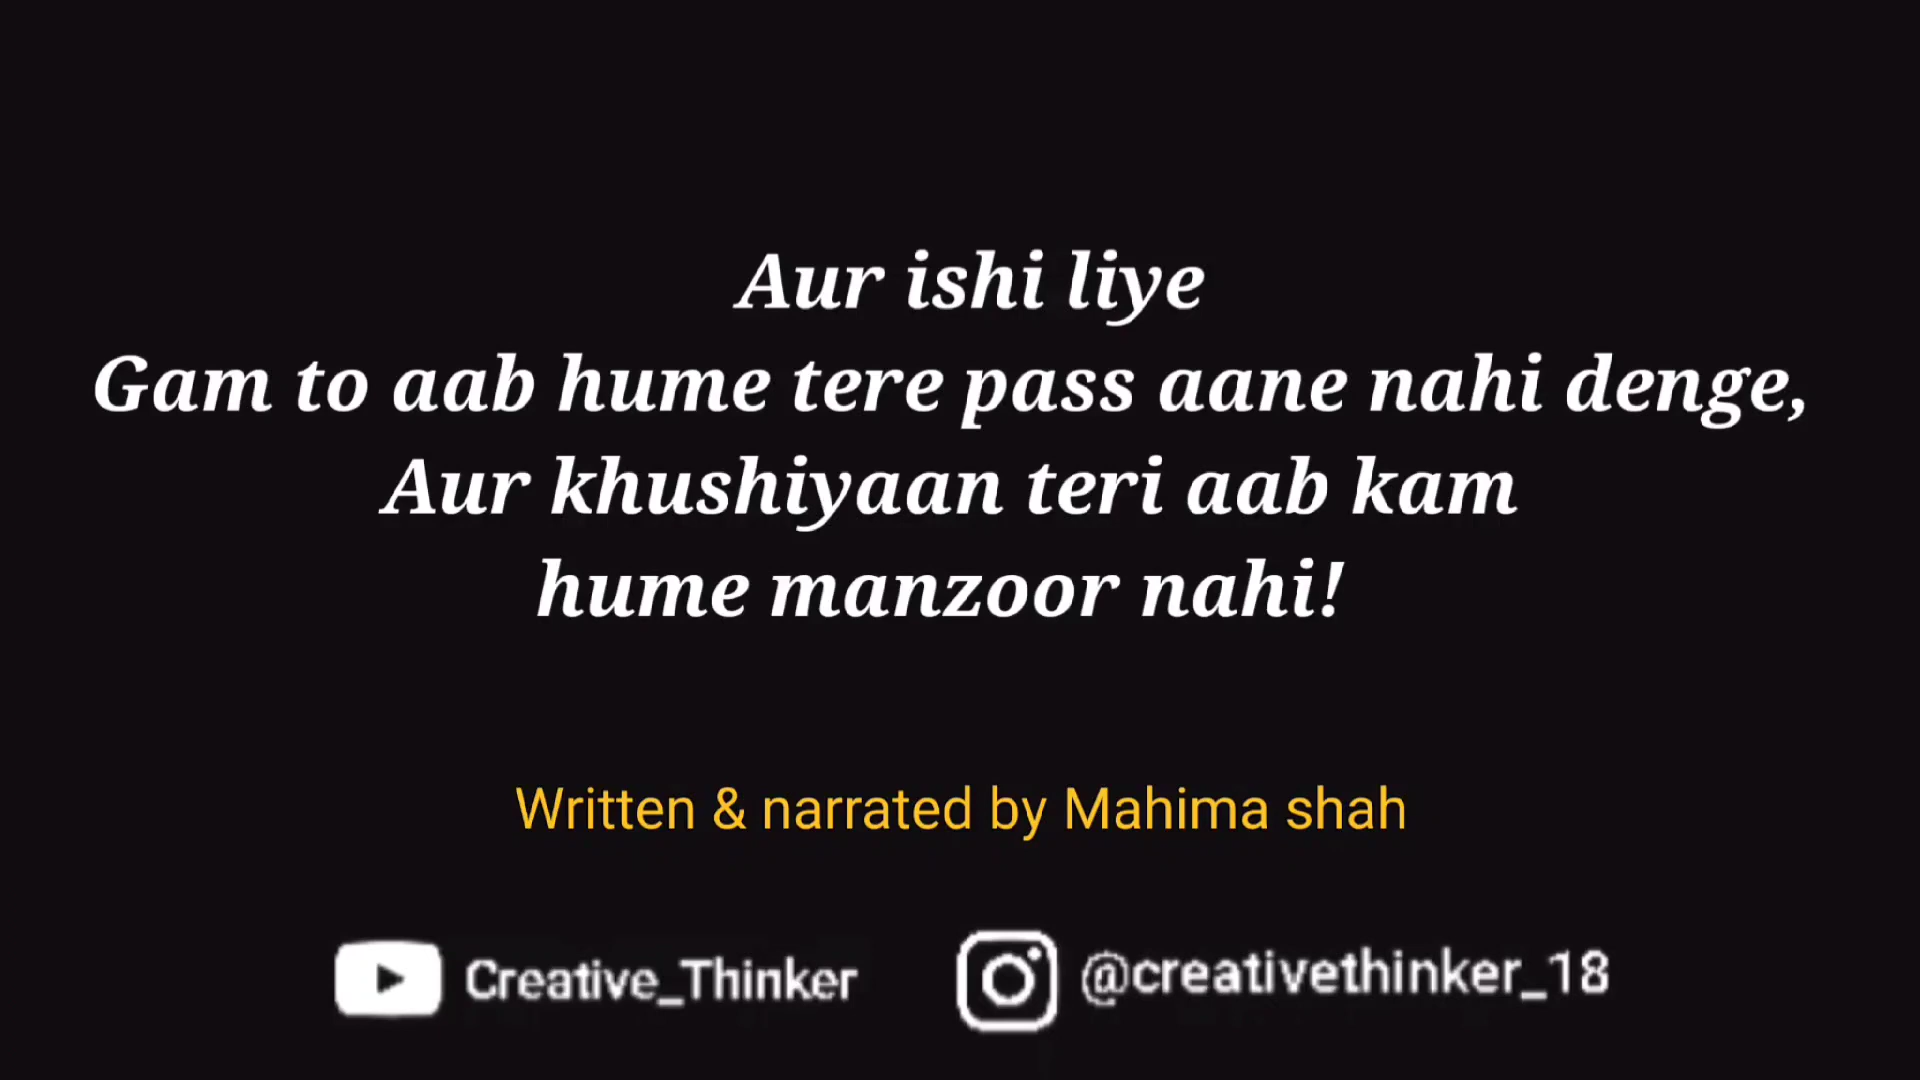 Aur ishi liye
Gam to aab hume tere pass aane nahi denge,
Aur khushiyaan teri aab kam
hume manzoor nahi!
Written & narrated by Mahima shah
Creative_Thinker @creativethinker_18